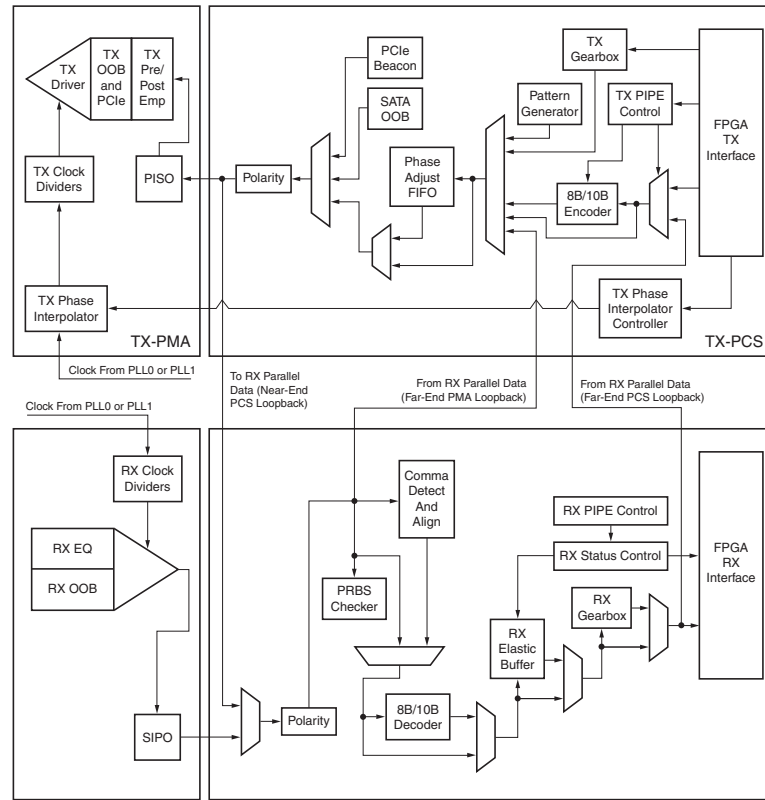 TX
Driver
TX
OOB
and
PCIe
TX
Pre/
Post
Emp
TX Clock
Dividers
PISO
TX Phase
Interpolator
TX-PMA
PCIe
Beacon
SATA
OOB
Polarity
Phase
Adjust
FIFO
Pattern
Generator
TX
Gearbox
TX PIPE
Control
8B/10B
Encoder
FPGA
TX
Interface
TX Phase
Interpolator
Controller
TX-PCS
Clock From PLL0 or PLL1
Clock From PLL0 or PLL1
To RX Parallel
Data (Near-End
PCS Loopback)
From RX Parallel Data
(Far-End PMA Loopback)
From RX Parallel Data
(Far-End PCS Loopback)
RX Clock
Dividers
RX EQ
RX OOB
SIPO
Polarity
Comma
Detect
And
Align
PRBS
Checker
8B/10B
Decoder
RX PIPE Control
RX Status Control
RX
Elastic
Buffer
RX
Gearbox
FPGA
RX
Interface